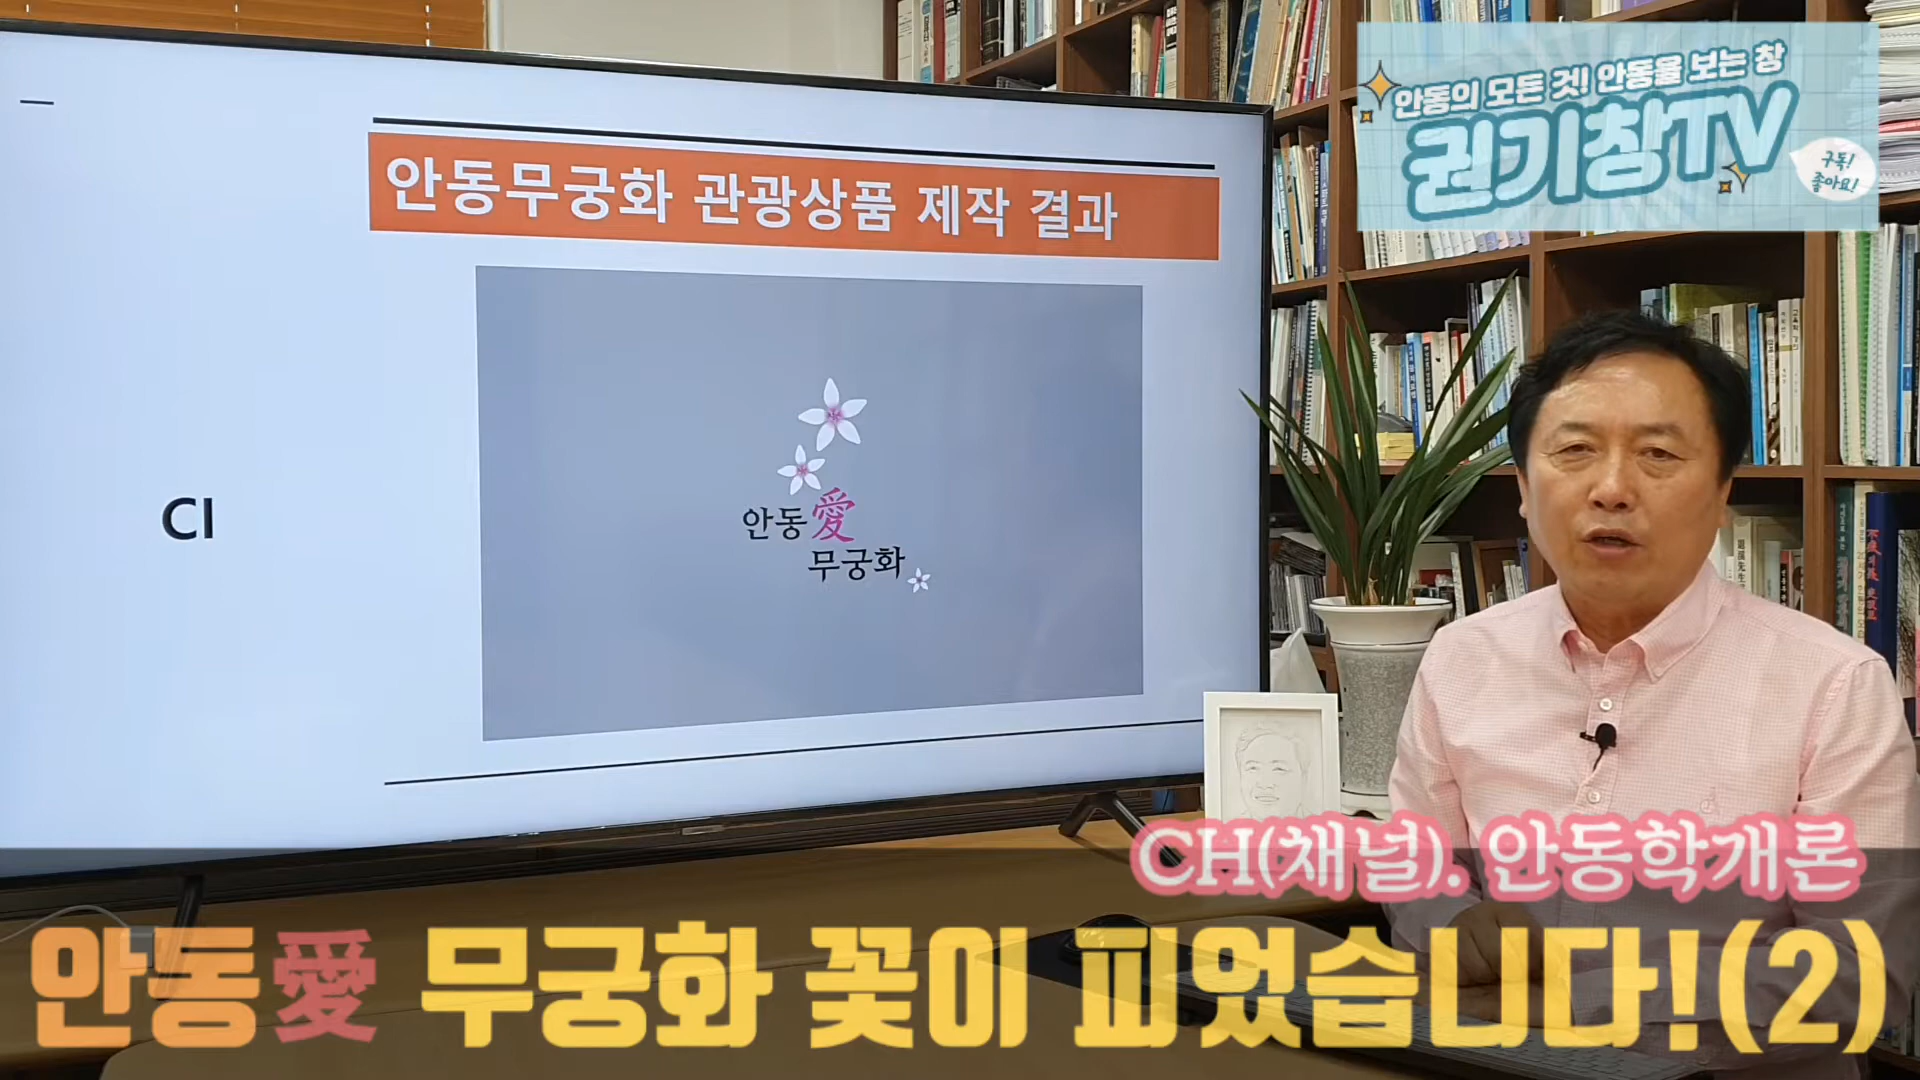 안동의 모든 것! 안동을 보는 창
권기창TV
구독!
좋아요!
안동무궁화 관광상품 제작 결과
CI
안동愛
무궁화
CH(채널). 안동학개론
안동愛 무궁화 꽃이 피었습니다!(2)